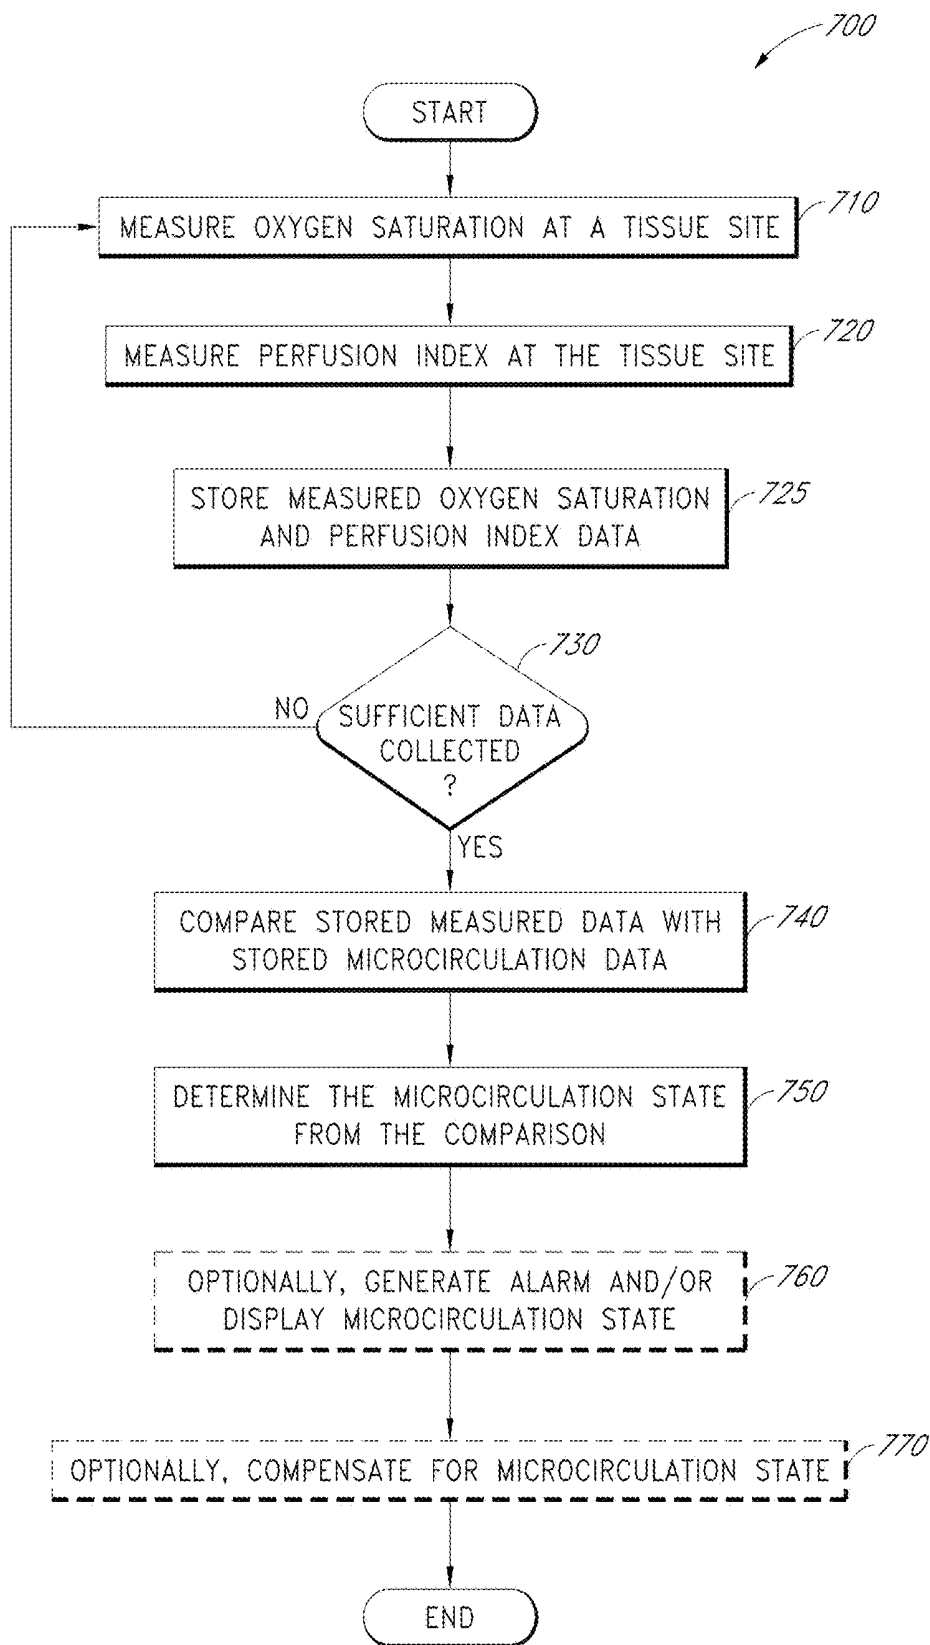 700
START
MEASURE OXYGEN SATURATION AT A TISSUE SITE
710
MEASURE PERFUSION INDEX AT THE TISSUE SITE
720
STORE MEASURED OXYGEN SATURATION
AND PERFUSION INDEX DATA
725
730
NO
SUFFICIENT DATA
COLLECTED
?
YES
COMPARE STORED MEASURED DATA WITH
STORED MICROCIRCULATION DATA
740
DETERMINE THE MICROCIRCULATION STATE
FROM THE COMPARISON
750
OPTIONALLY, GENERATE ALARM AND/OR
DISPLAY MICROCIRCULATION STATE
760
OPTIONALLY, COMPENSATE FOR MICROCIRCULATION STATE
770
END